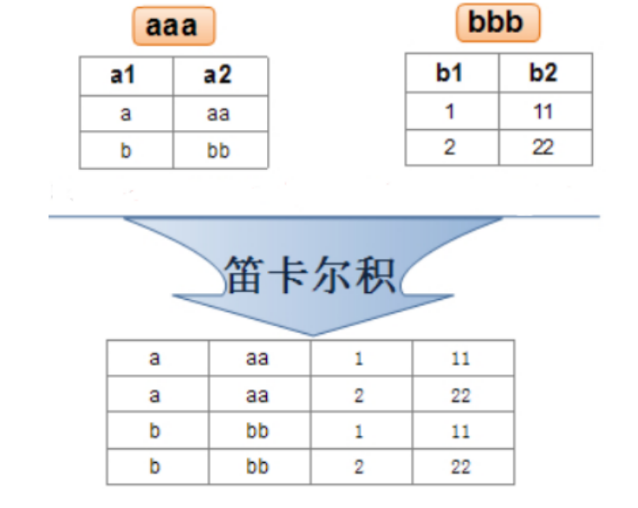 aaa bbb
a1 a2 b1 b2
a aa 1 11
b bb 2 22
笛卡尔积
a aa 1 11
a aa 2 22
b bb 1 11
b bb 2 22